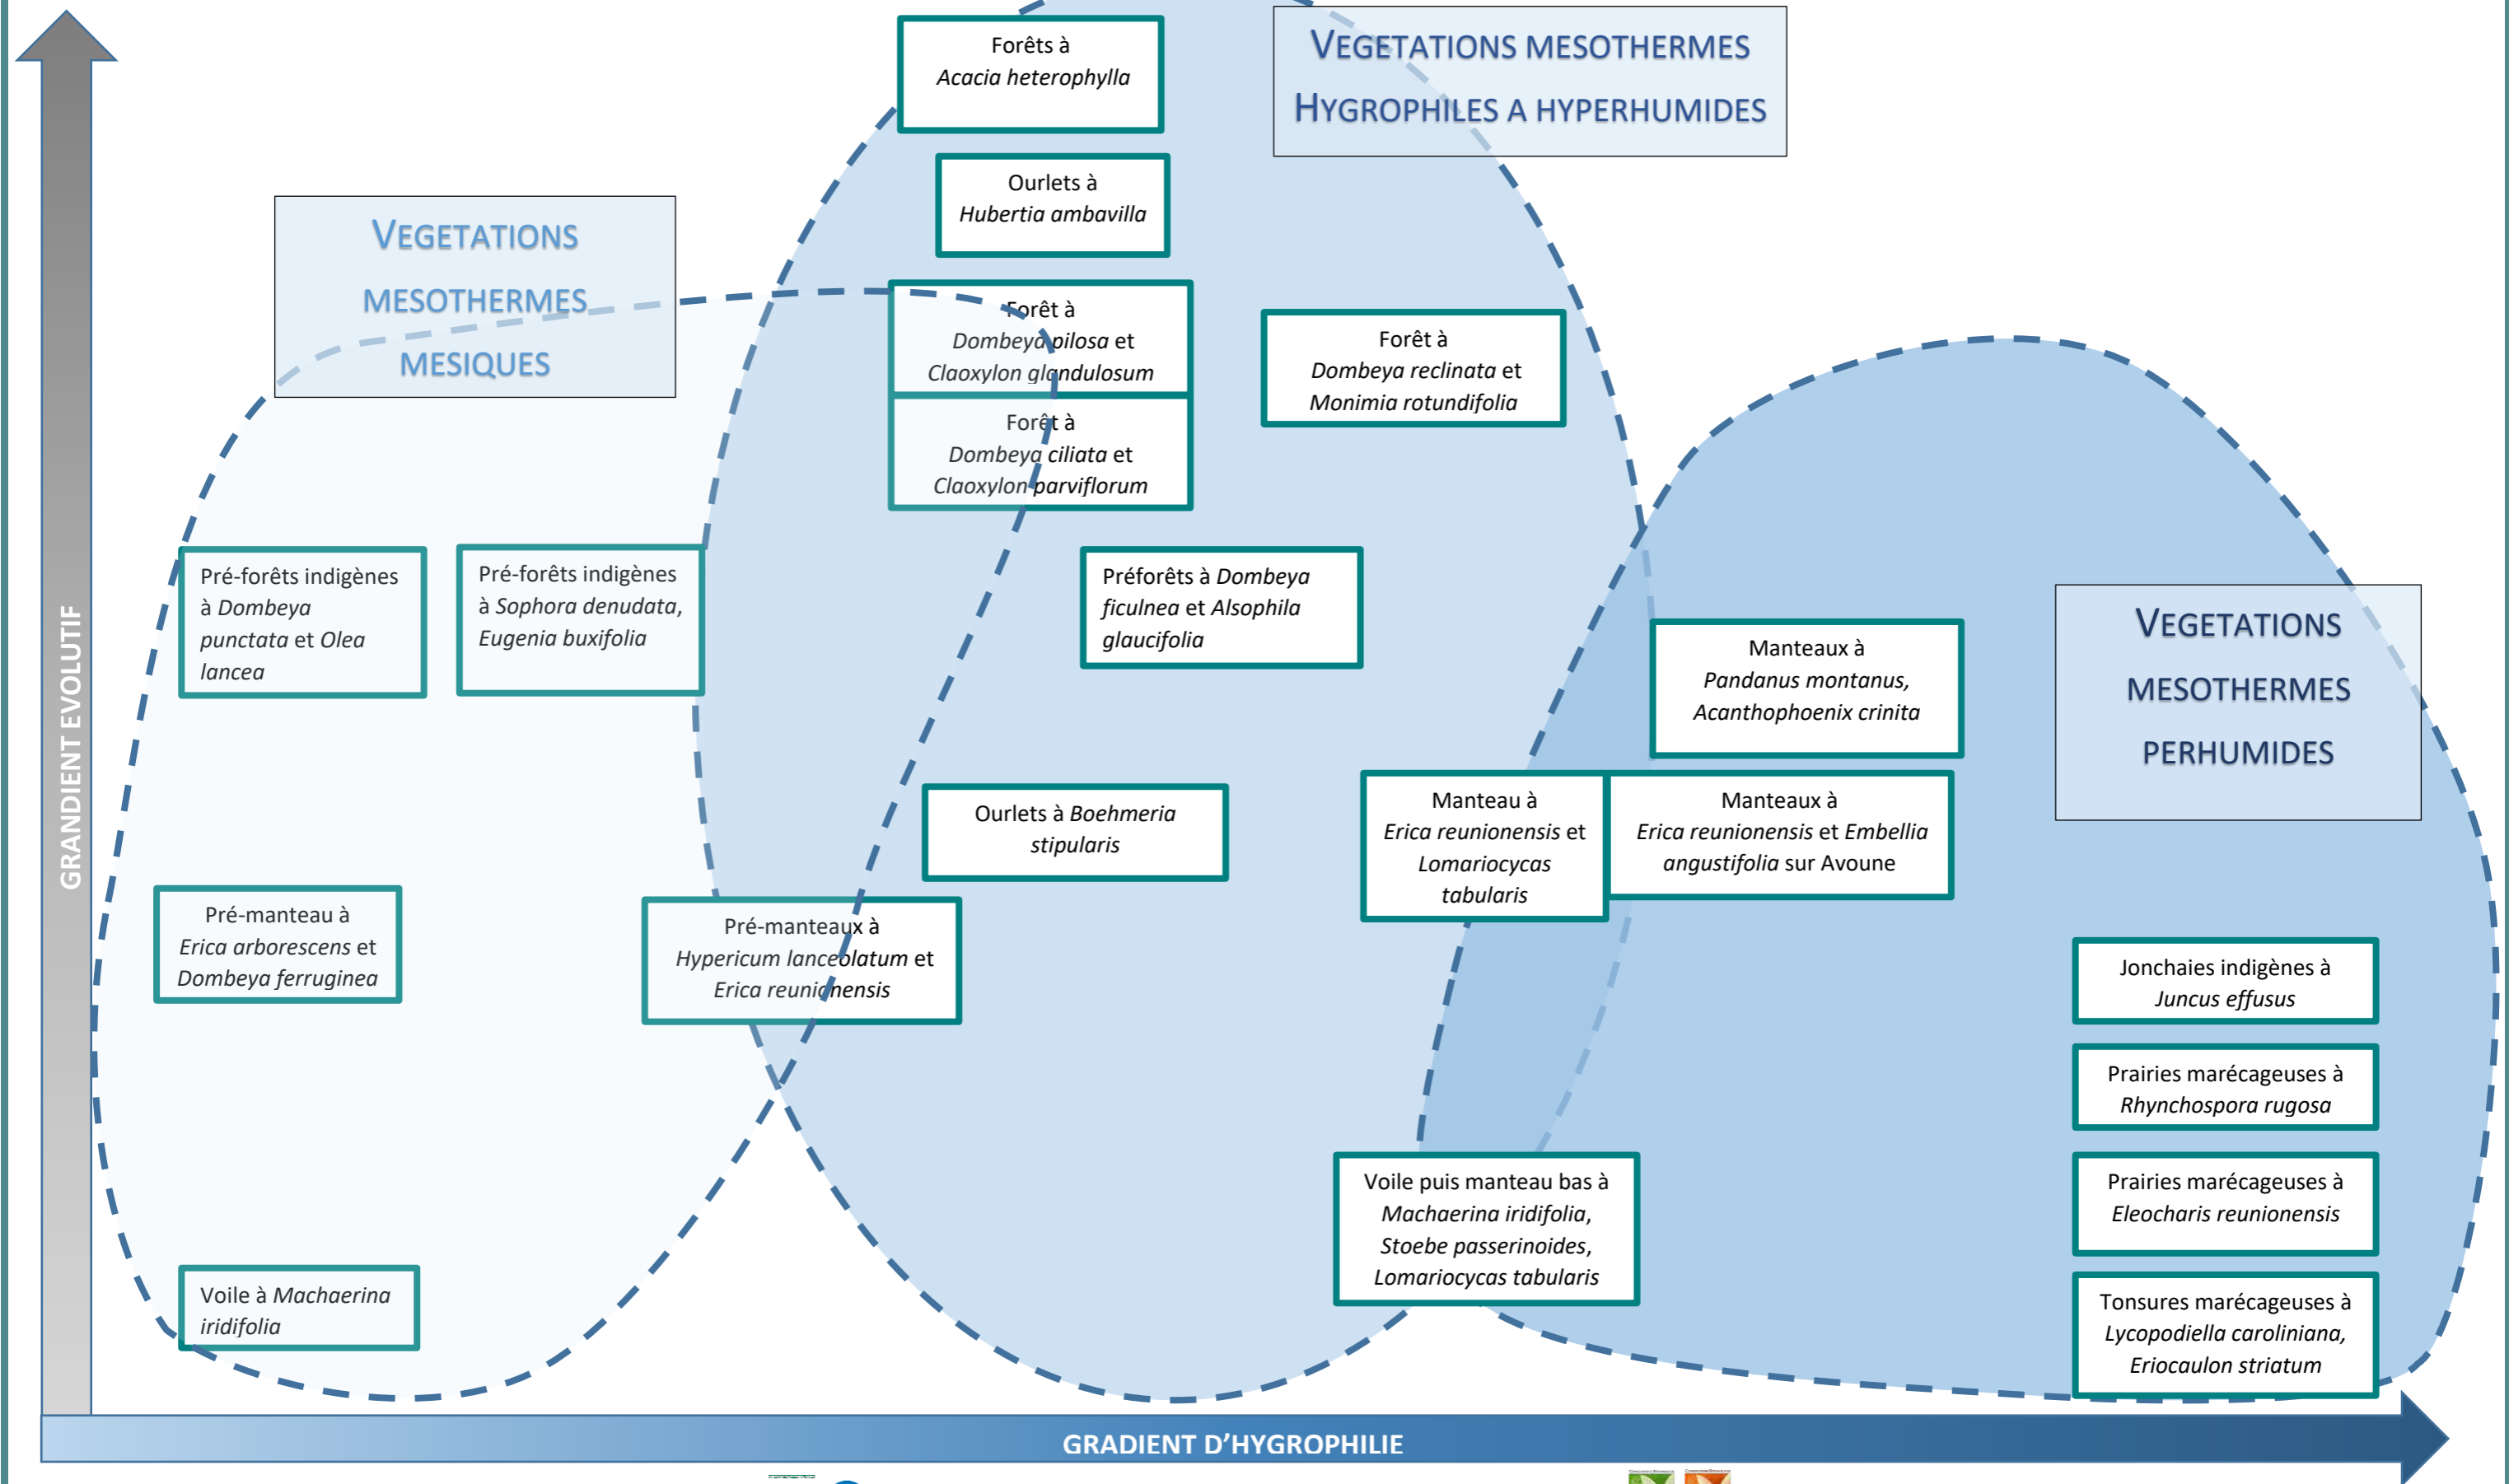 Forêts à
Acacia heterophylla
VEGETATIONS MESOTHERMES
HYGROPHILES A HYPERHUMIDES
Ourlets à
Hubertia ambavilla
VEGETATIONS
MESOTHERMES
MESIQUES
Forêt à
Dombeya pilosa et
Claoxylon glandulosum
Forêt à
Dombeya reclinata et
Monimia rotundifolia
Forêt à
Dombeya ciliata et
Claoxylon parviflorum
Pré-forêts indigènes
à Dombeya
punctata et Olea
lancea
Pré-forêts indigènes
à Sophora denudata,
Eugenia buxifolia
Préforêts à Dombeya
ficulnea et Alsophila
glaucifolia
Manteaux à
Pandanus montanus,
Acanthophoenix crinita
VEGETATIONS
MESOTHERMES
PERHUMIDES
GRANDIENT EVOLUTIF
Ourlets à Boehmeria
stipularis
Manteau à
Erica reunionensis et
Lomariocycas
tabularis
Manteaux à
Erica reunionensis et Embellia
angustifolia sur Avoune
Pré-manteau à
Erica arborescens et
Dombeya ferruginea
Pré-manteaux à
Hypericum lanceolatum et
Erica reunionensis
Jonchaies indigènes à
Juncus effusus
Prairies marécageuses à
Rhynchospora rugosa
Voile puis manteau bas à
Machaerina iridifolia,
Stoebe passerinoides,
Lomariocycas tabularis
Prairies marécageuses à
Eleocharis reunionensis
Voile à Machaerina
iridifolia
Tonsures marécageuses à
Lycopodiella caroliniana,
Eriocaulon striatum
GRADIENT D'HYGROPHILIE